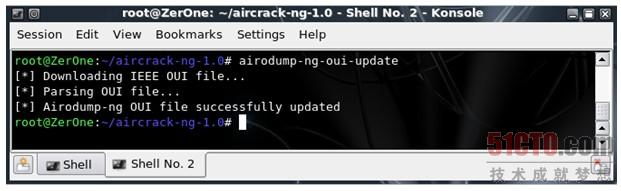 root@ZerOne: ~/aircrack-ng-1.0 - Shell No. 2 - Konsole
Session Edit View Bookmarks Settings Help
root@ZerOne:~/aircrack-ng-1.0# airodump-ng-oui-update
[*] Downloading IEEE OUI file...
[*] Parsing OUI file...
[*] Airodump-ng OUI file successfully updated
root@ZerOne:~/aircrack-ng-1.0#
51CTO.com
技术成就梦想
Shell Shell No. 2